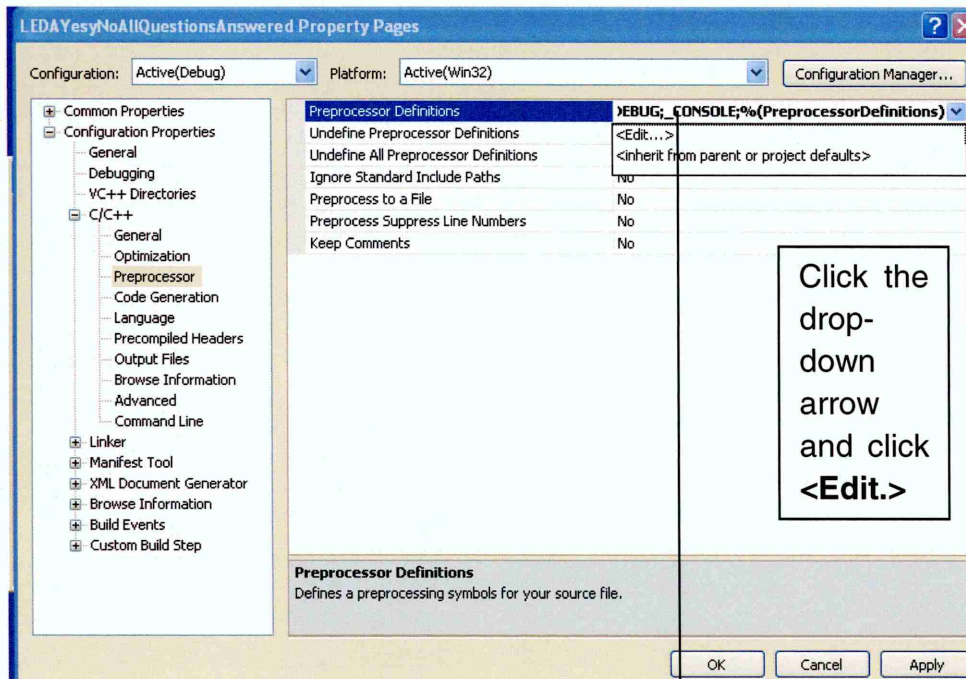 LEDAYesyNoAllQuestionsAnswered Property Pages
Configuration: Active(Debug) Platform: Active(Win32) Configuration Manager...
Common Properties
Configuration Properties
General
Debugging
VC++ Directories
C/C++
General
Optimization
Preprocessor
Code Generation
Language
Precompiled Headers
Output Files
Browse Information
Advanced
Command Line
Linker
Manifest Tool
XML Document Generator
Browse Information
Build Events
Custom Build Step
Preprocessor Definitions DEBUG;_CONSOLE;%(PreprocessorDefinitions)
Undefine Preprocessor Definitions <Edit...>
Undefine All Preprocessor Definitions <inherit from parent or project defaults>
Ignore Standard Include Paths No
Preprocess to a File No
Preprocess Suppress Line Numbers No
Keep Comments No
Click the
drop-
down
arrow
and click
<Edit.>
Preprocessor Definitions
Defines a preprocessing symbols for your source file.
OK Cancel Apply